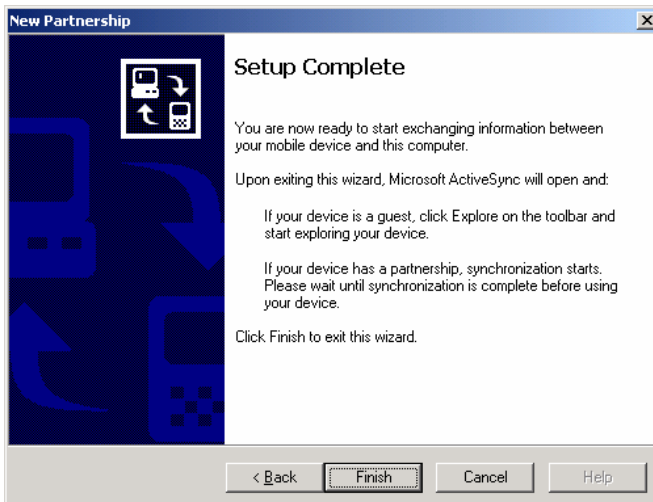 New Partnership
Setup Complete
You are now ready to start exchanging information between
your mobile device and this computer.
Upon exiting this wizard, Microsoft ActiveSync will open and:
If your device is a guest, click Explore on the toolbar and
start exploring your device.
If your device has a partnership, synchronization starts.
Please wait until synchronization is complete before using
your device.
Click Finish to exit this wizard.
< Back Finish Cancel Help